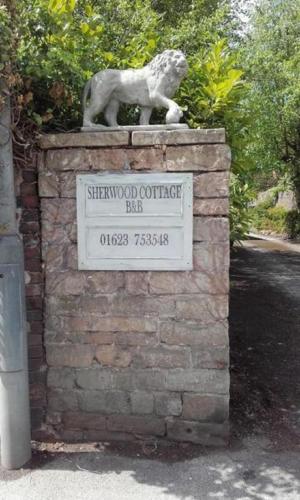 SHERWOOD COTTAGE
B&B
01623 753548